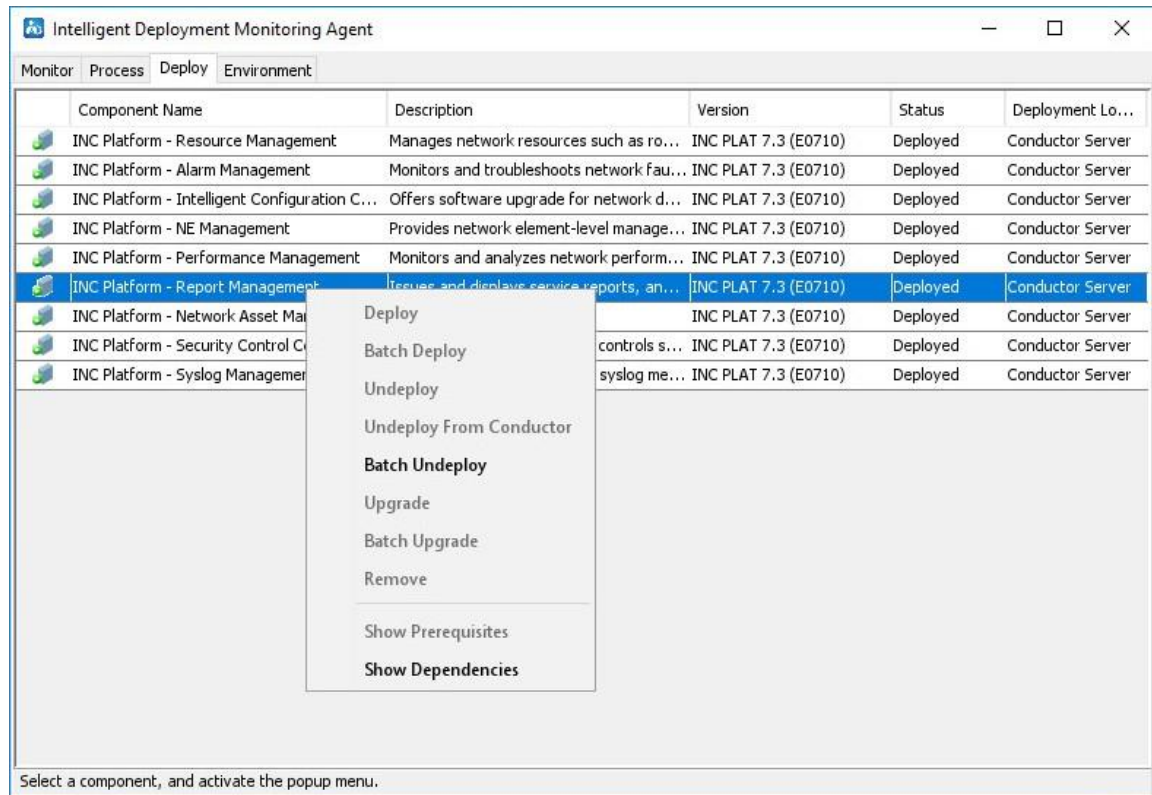 Intelligent Deployment Monitoring Agent
Monitor Process Deploy Environment
Component Name Description Version Status Deployment Lo...
INC Platform - Resource Management Manages network resources such as ro... INC PLAT 7.3 (E0710) Deployed Conductor Server
INC Platform - Alarm Management Monitors and troubleshoots network fau... INC PLAT 7.3 (E0710) Deployed Conductor Server
INC Platform - Intelligent Configuration C... Offers software upgrade for network d... INC PLAT 7.3 (E0710) Deployed Conductor Server
INC Platform - NE Management Provides network element-level manage... INC PLAT 7.3 (E0710) Deployed Conductor Server
INC Platform - Performance Management Monitors and analyzes network perform... INC PLAT 7.3 (E0710) Deployed Conductor Server
INC Platform - Report Management Issues and displays service reports, an... INC PLAT 7.3 (E0710) Deployed Conductor Server
INC Platform - Network Asset INC PLAT 7.3 (E0710) Deployed Conductor Server
INC Platform - Security Control controls s... INC PLAT 7.3 (E0710) Deployed Conductor Server
INC Platform - Syslog syslog me... INC PLAT 7.3 (E0710) Deployed Conductor Server
Deploy
Batch Deploy
Undeploy
Undeploy From Conductor
Batch Undeploy
Upgrade
Batch Upgrade
Remove
Show Prerequisites
Show Dependencies
Select a component, and activate the popup menu.